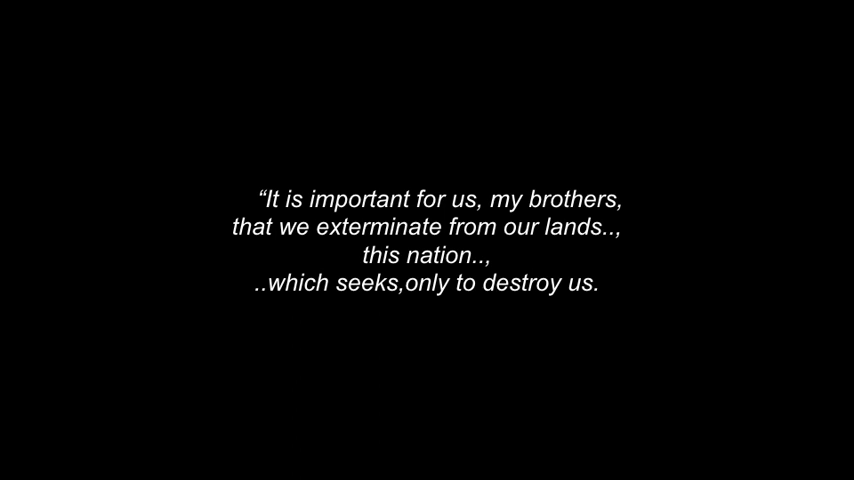 “It is important for us, my brothers,
that we exterminate from our lands..,
this nation..,
..which seeks,only to destroy us.